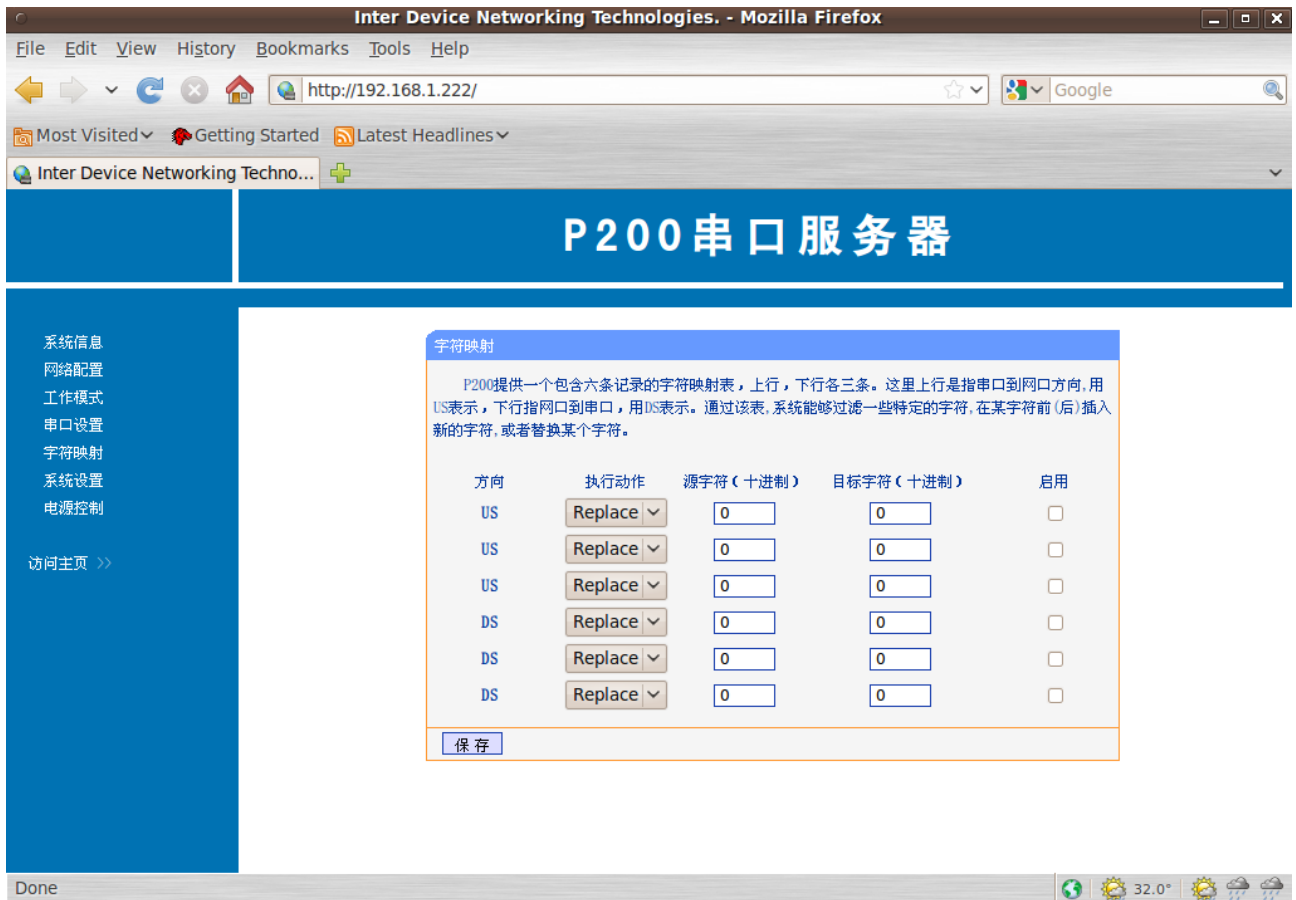 Inter Device Networking Technologies. - Mozilla Firefox
File Edit View History Bookmarks Tools Help
http://192.168.1.222/
Google
Most Visited Getting Started Latest Headlines
Inter Device Networking Techno...
P200串口服务器
系统信息
网络配置
工作模式
串口设置
字符映射
系统设置
电源控制
访问主页 >>
字符映射
P200提供一个包含六条记录的字符映射表，上行，下行各三条。这里上行是指串口到网口方向,用
US表示，下行指网口到串口，用DS表示。通过该表,系统能够过滤一些特定的字符,在某字符前(后)插入
新的字符,或者替换某个字符。
方向 执行动作 源字符(十进制) 目标字符(十进制) 启用
US Replace 0 0
US Replace 0 0
US Replace 0 0
DS Replace 0 0
DS Replace 0 0
DS Replace 0 0
保存
Done 32.0°